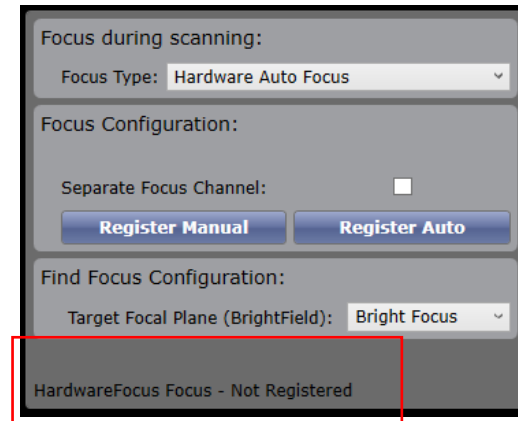 Focus during scanning:
Focus Type: Hardware Auto Focus
Focus Configuration:
Separate Focus Channel:
Register Manual Register Auto
Find Focus Configuration:
Target Focal Plane (BrightField): Bright Focus
HardwareFocus Focus - Not Registered